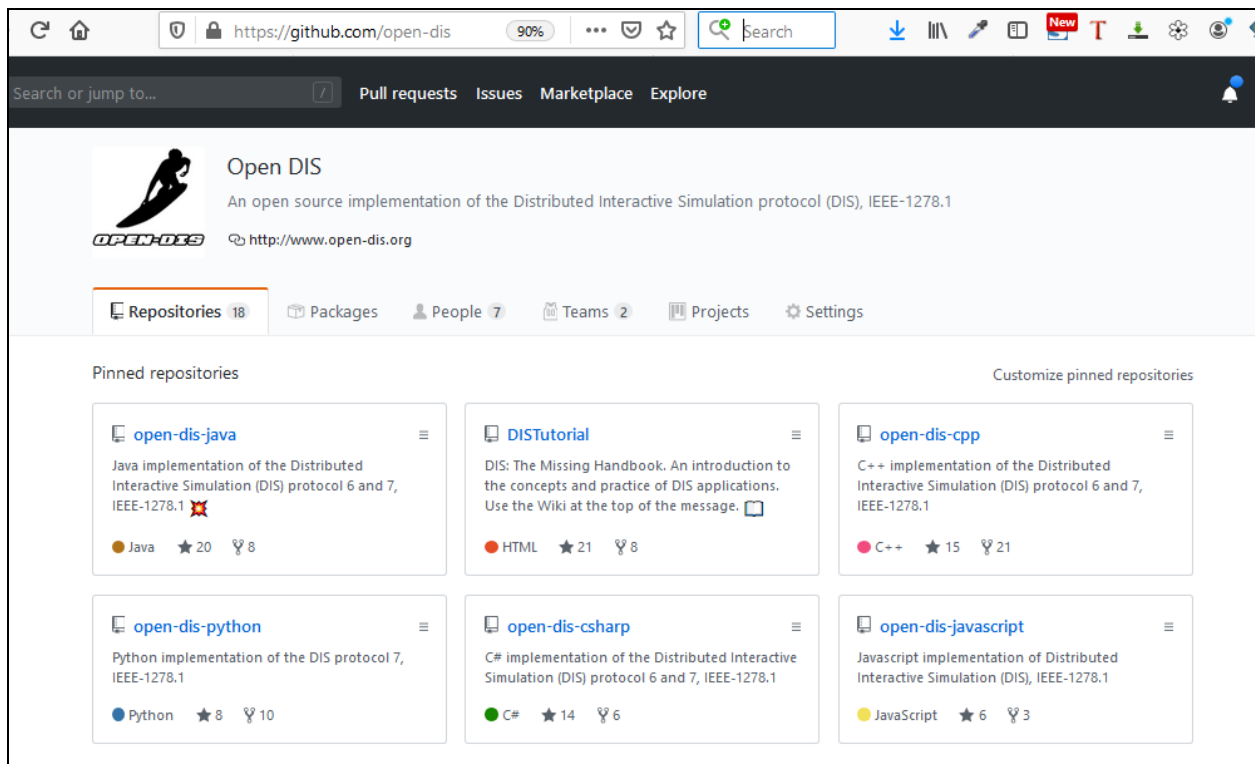 https://github.com/open-dis 90% Search New T
Search or jump to... / Pull requests Issues Marketplace Explore
Open DIS
An open source implementation of the Distributed Interactive Simulation protocol (DIS), IEEE-1278.1
OPEN-DIS http://www.open-dis.org
Repositories 18 Packages People 7 Teams 2 Projects Settings
Pinned repositories Customize pinned repositories
open-dis-java
Java implementation of the Distributed
Interactive Simulation (DIS) protocol 6 and 7,
IEEE-1278.1
Java 20 8
DISTutorial
DIS: The Missing Handbook. An introduction to
the concepts and practice of DIS applications.
Use the Wiki at the top of the message.
HTML 21 8
open-dis-cpp
C++ implementation of the Distributed
Interactive Simulation (DIS) protocol 6 and 7,
IEEE-1278.1
C++ 15 21
open-dis-python
Python implementation of the DIS protocol 7,
IEEE-1278.1
Python 8 10
open-dis-csharp
C# implementation of the Distributed Interactive
Simulation (DIS) protocol 6 and 7, IEEE-1278.1
C# 14 6
open-dis-javascript
Javascript implementation of Distributed
Interactive Simulation (DIS), IEEE-1278.1
JavaScript 6 3